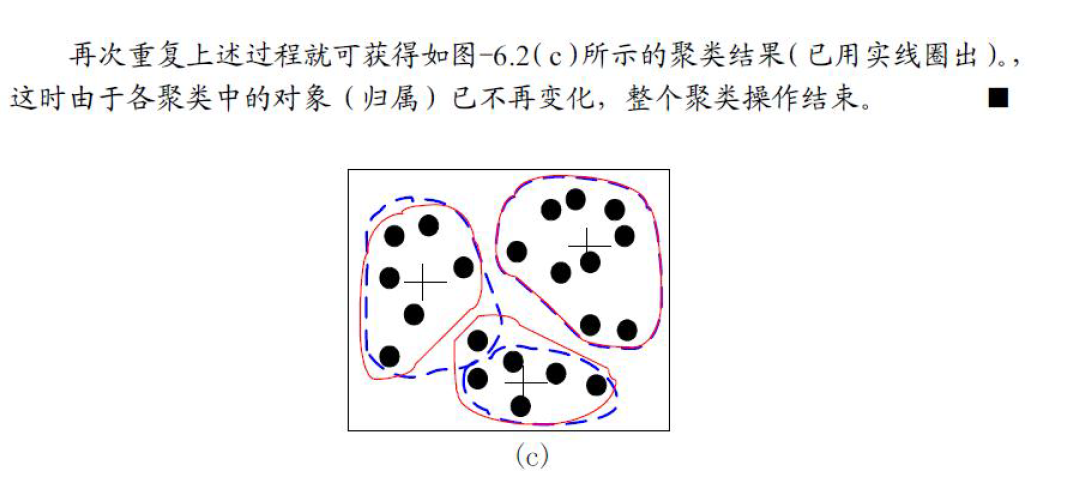 再次重复上述过程就可获得如图-6.2(c)所示的聚类结果(已用实线圈出)。,
这时由于各聚类中的对象(归属)已不再变化,整个聚类操作结束。 ■
(c)